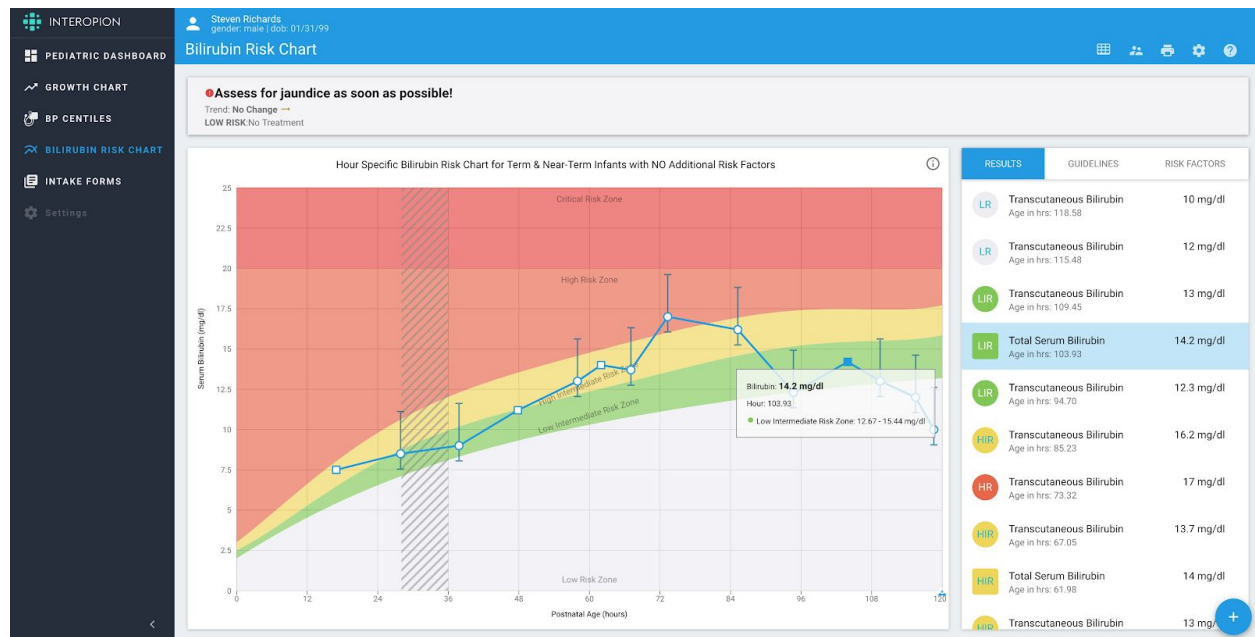 INTEROPION
PEDIATRIC DASHBOARD
GROWTH CHART
BP CENTILES
BILIRUBIN RISK CHART
INTAKE FORMS
Settings
Steven Richards
gender: male | dob: 01/31/99
Bilirubin Risk Chart
Assess for jaundice as soon as possible!
Trend: No Change →
LOW RISK:No Treatment
Hour Specific Bilirubin Risk Chart for Term & Near-Term Infants with NO Additional Risk Factors
Serum Bilirubin (mg/dl)
25
22.5
20
17.5
15
12.5
10
7.5
5
2.5
0
Critical Risk Zone
High Risk Zone
High Intermediate Risk
Low Intermediate Risk Zone
Low Risk Zone
Bilirubin: 14.2 mg/dl
Hour: 103.93
Low Intermediate Risk Zone: 12.67 - 15.44 mg/dl
0 12 24 36 48 60 72 84 96 108 120
Postnatal Age (hours)
RESULTS GUIDELINES RISK FACTORS
LR Transcutaneous Bilirubin 10 mg/dl
Age in hrs: 118.58
LR Transcutaneous Bilirubin 12 mg/dl
Age in hrs: 115.48
LIR Transcutaneous Bilirubin 13 mg/dl
Age in hrs: 109.45
LIR Total Serum Bilirubin 14.2 mg/dl
Age in hrs: 103.93
LIR Transcutaneous Bilirubin 12.3 mg/dl
Age in hrs: 94.70
HIR Transcutaneous Bilirubin 16.2 mg/dl
Age in hrs: 85.23
HR Transcutaneous Bilirubin 17 mg/dl
Age in hrs: 73.32
HIR Transcutaneous Bilirubin 13.7 mg/dl
Age in hrs: 67.05
HIR Total Serum Bilirubin 14 mg/dl
Age in hrs: 61.98
HIR Transcutaneous Bilirubin 13